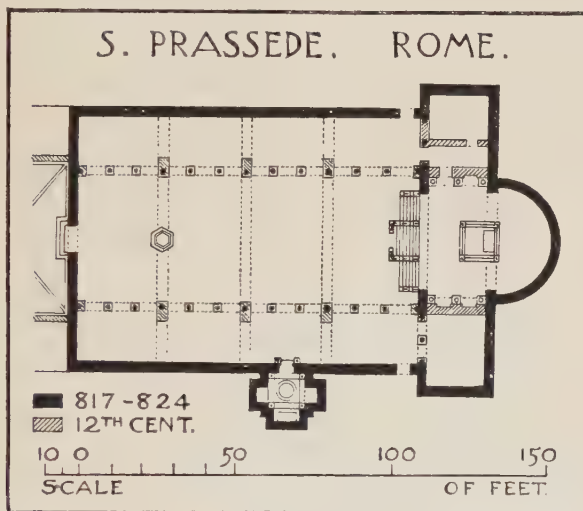 S. PRASSEDE. ROME.
817-824
12TH CENT.
10 0 50 100 150
SCALE OF FEET.